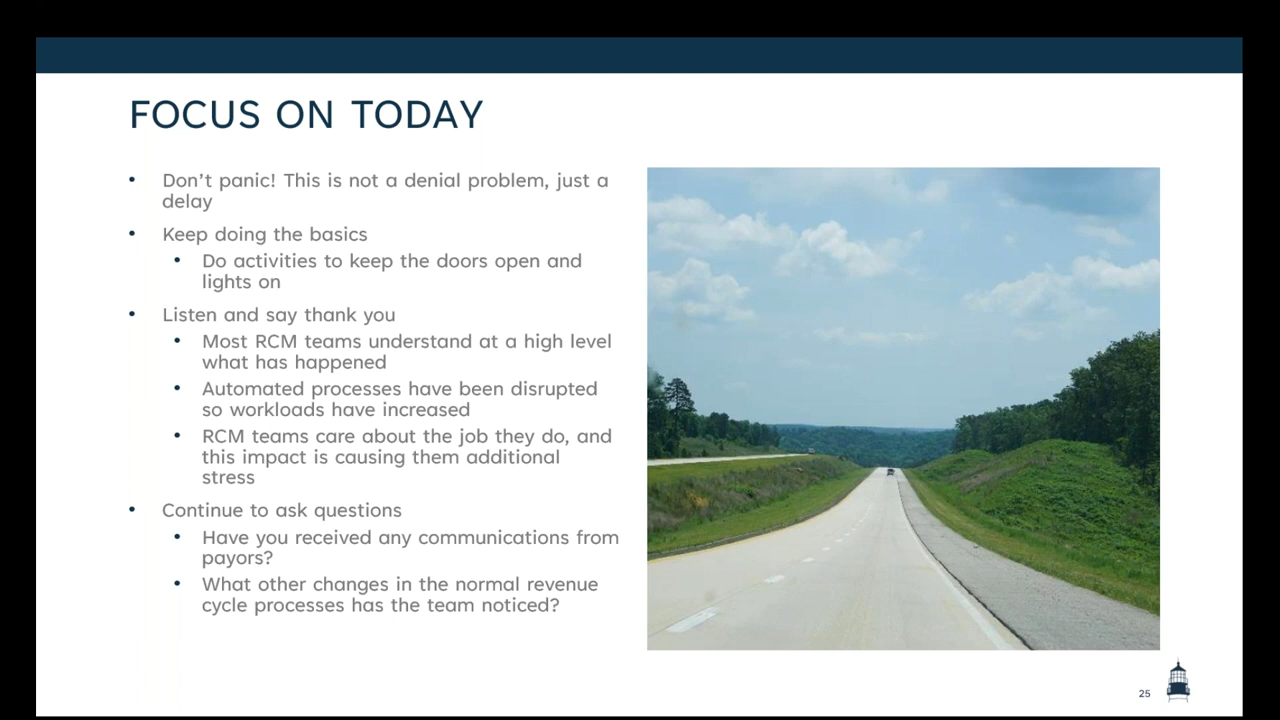 FOCUS ON TODAY
• Don’t panic! This is not a denial problem, just a
delay
• Keep doing the basics
• Do activities to keep the doors open and
lights on
• Listen and say thank you
• Most RCM teams understand at a high level
what has happened
• Automated processes have been disrupted
so workloads have increased
• RCM teams care about the job they do, and
this impact is causing them additional
stress
• Continue to ask questions
• Have you received any communications from
payors?
• What other changes in the normal revenue
cycle processes has the team noticed?
25